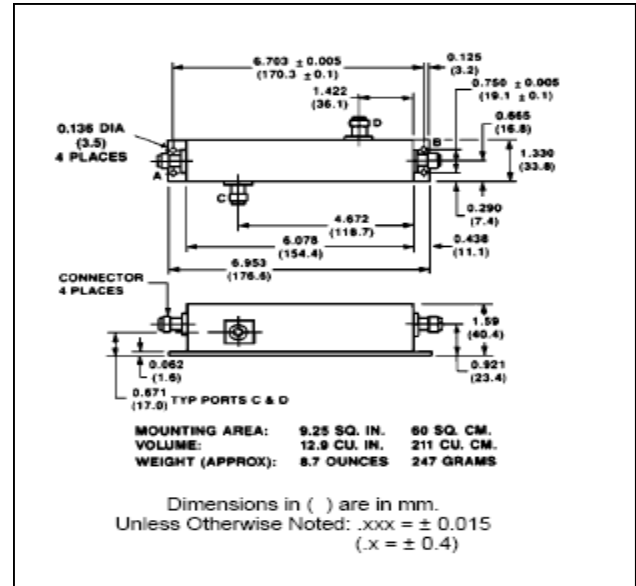 6.703 ± 0.005
(170.3 ± 0.1)
0.125
(3.2)
0.750 ± 0.005
(19.1 ± 0.1)
1.422
(36.1)
0.665
(16.8)
0.136 DIA
(3.5)
4 PLACES
D
B
A
C
1.330
(33.8)
0.290
(7.4)
4.672
(118.7)
6.078
(154.4)
0.438
(11.1)
6.953
(176.6)
CONNECTOR
4 PLACES
1.59
(40.4)
0.062
(1.6)
0.921
(23.4)
0.671
(17.0) TYP PORTS C & D
MOUNTING AREA: 9.25 SQ. IN. 60 SQ. CM.
VOLUME: 12.9 CU. IN. 211 CU. CM.
WEIGHT (APPROX): 8.7 OUNCES 247 GRAMS
Dimensions in ( ) are in mm.
Unless Otherwise Noted: .xxx = ± 0.015
(.x = ± 0.4)